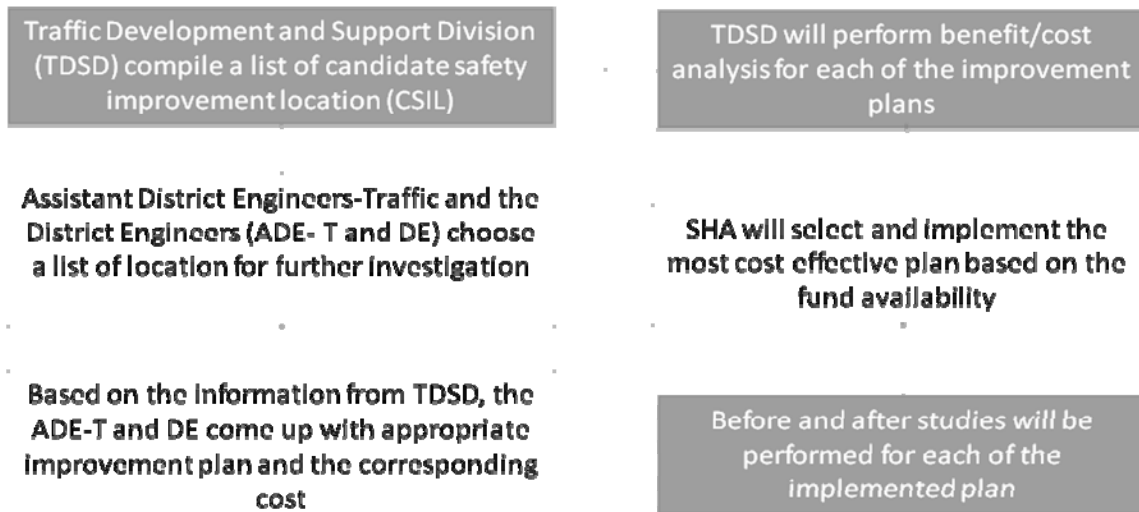 Traffic Development and Support Division
(TDSD) compile a list of candidate safety
improvement location (CSIL)
Assistant District Engineers-Traffic and the
District Engineers (ADE- T and DE) choose
a list of location for further investigation
Based on the information from TDSD, the
ADE-T and DE come up with appropriate
improvement plan and the corresponding
cost
TDSD will perform benefit/cost
analysis for each of the improvement
plans
SHA will select and implement the
most cost effective plan based on the
fund availability
Before and after studies will be
performed for each of the
implemented plan